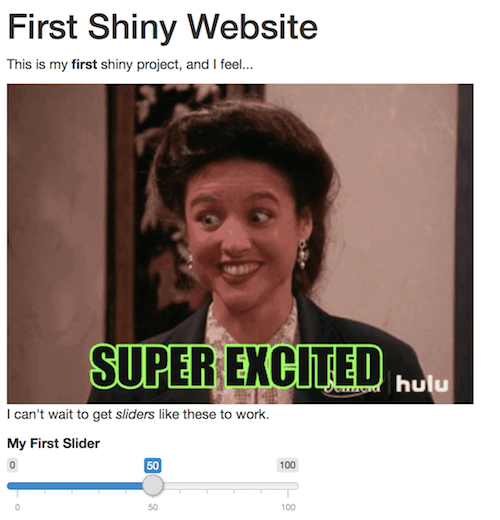 First Shiny Website
This is my first shiny project, and I feel...
SUPER EXCITED
hulu
I can't wait to get sliders like these to work.
My First Slider
0 50 100
0 50 100